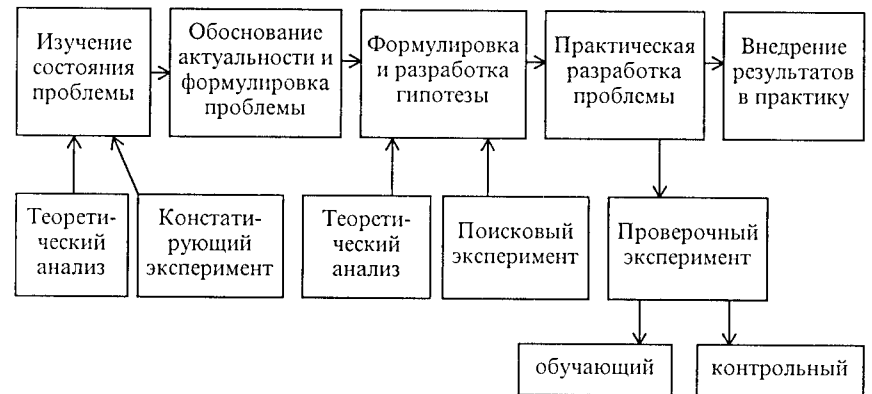 Изучение
состояния
проблемы
Обоснование
актуальности и
формулировка
проблемы
Формулировка
и разработка
гипотезы
Практическая
разработка
проблемы
Внедрение
результатов
в практику
Теорети-
ческий
анализ
Констати-
рующий
эксперимент
Теорети-
ческий
анализ
Поисковый
эксперимент
Проверочный
эксперимент
обучающий
контрольный